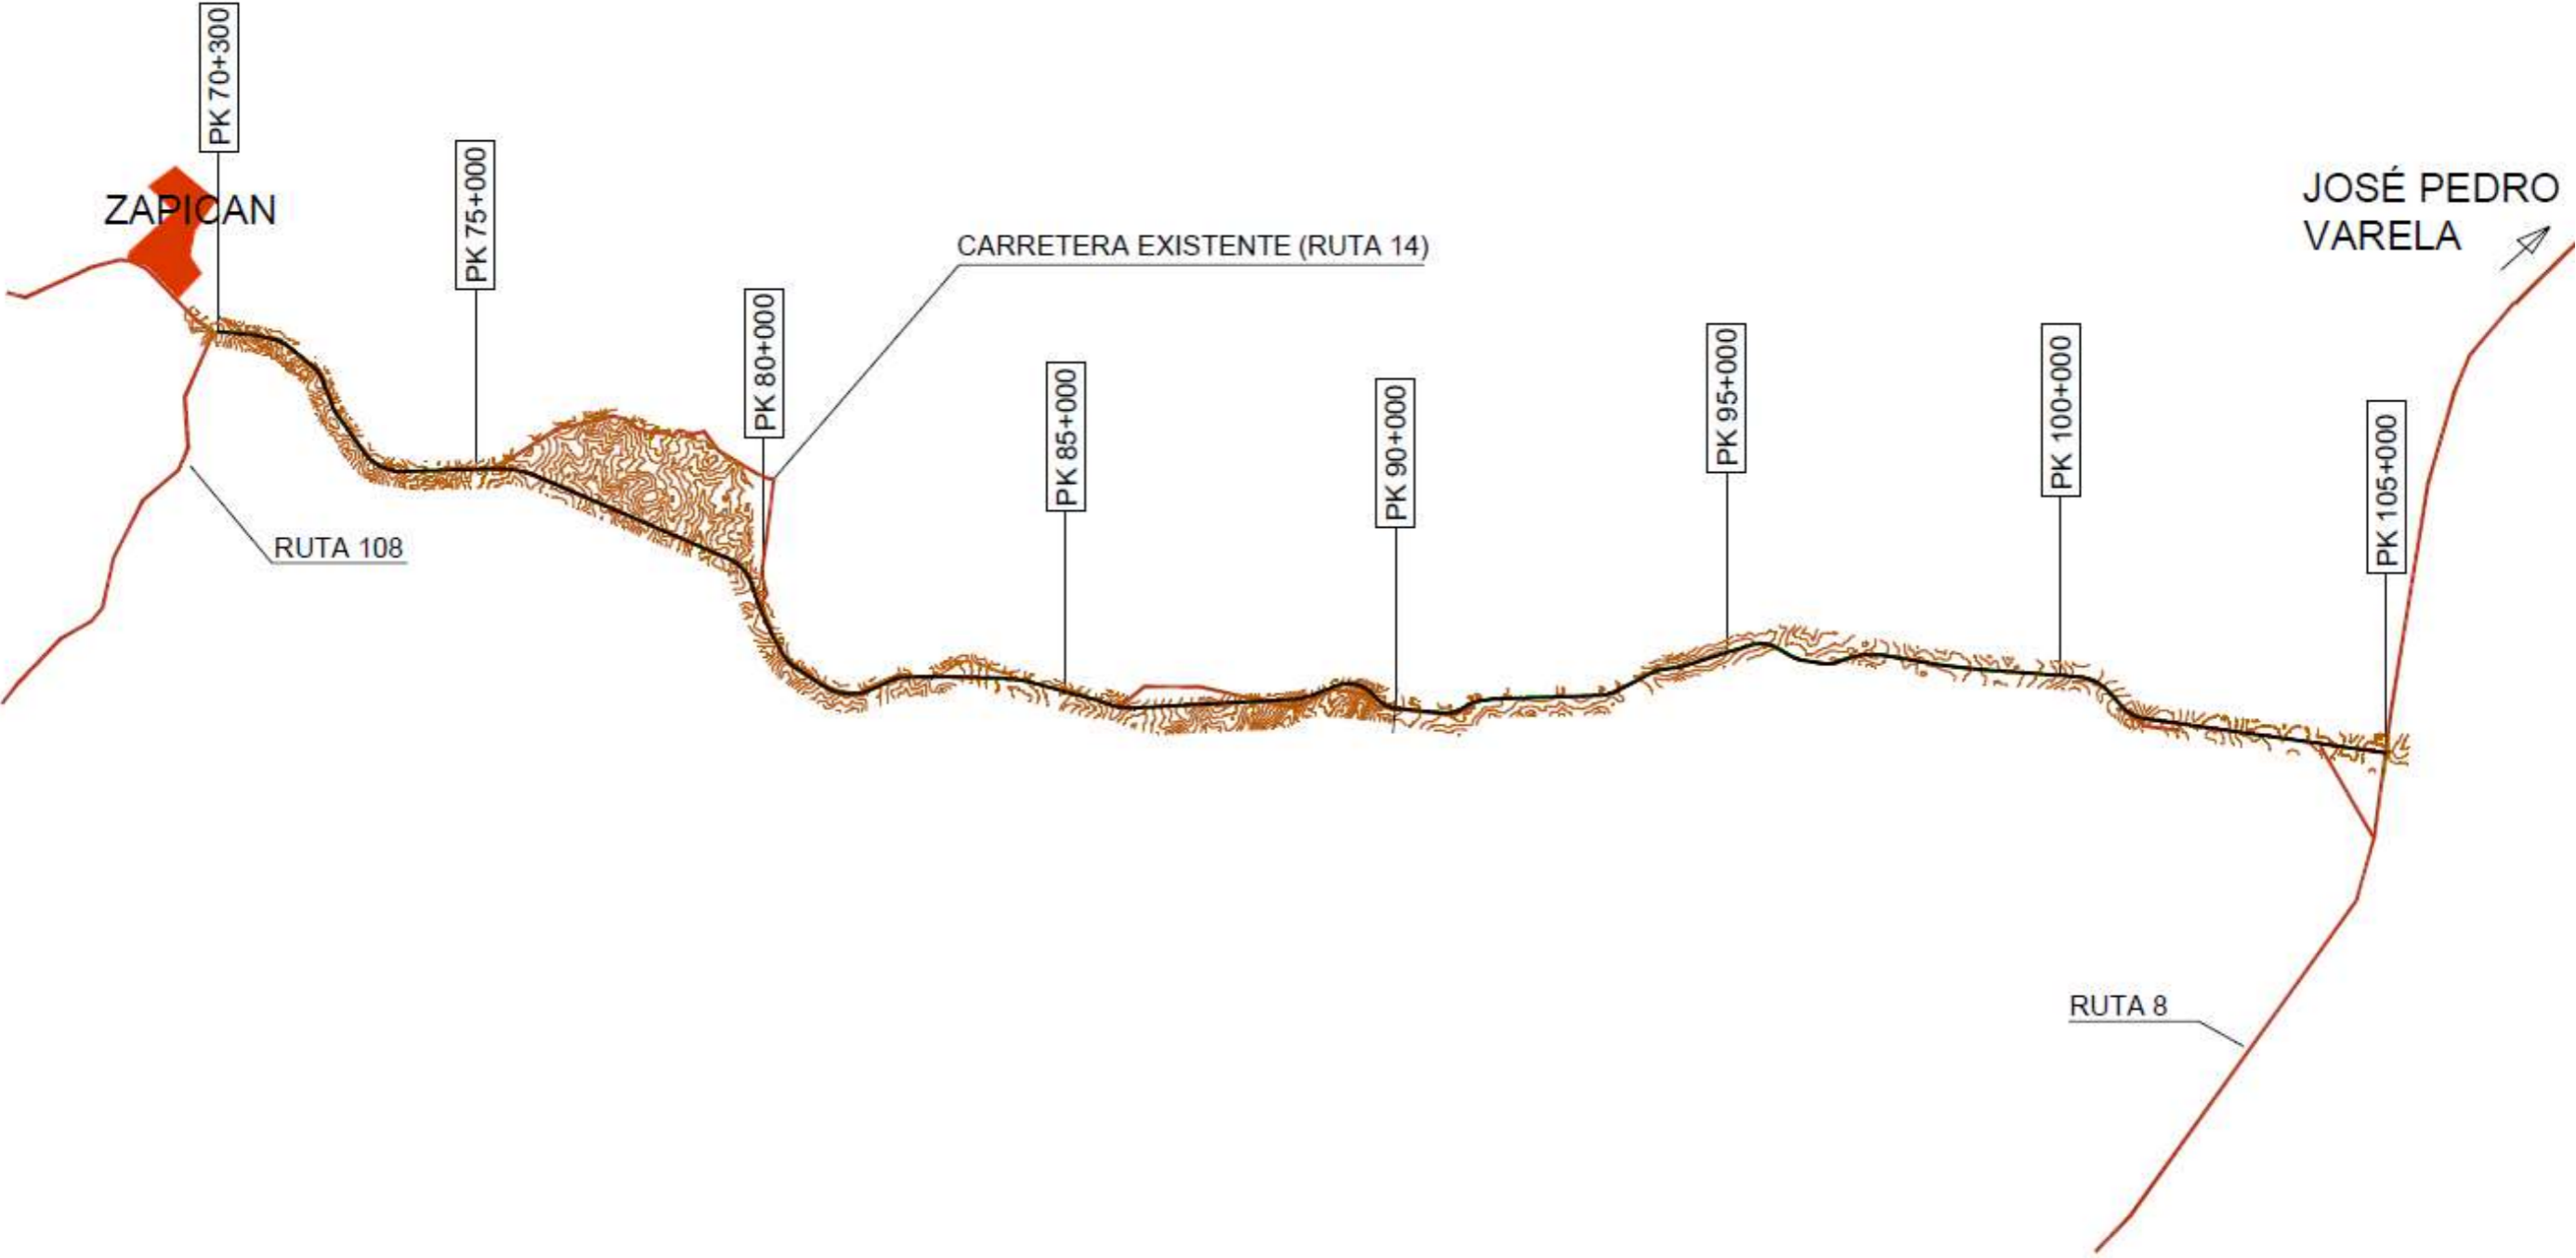 PK 70+300
ZAPICAN
PK 75+000
CARRETERA EXISTENTE (RUTA 14)
JOSÉ PEDRO
VARELA
PK 80+000
PK 85+000
PK 90+000
PK 95+000
PK 100+000
PK 105+000
RUTA 108
RUTA 8